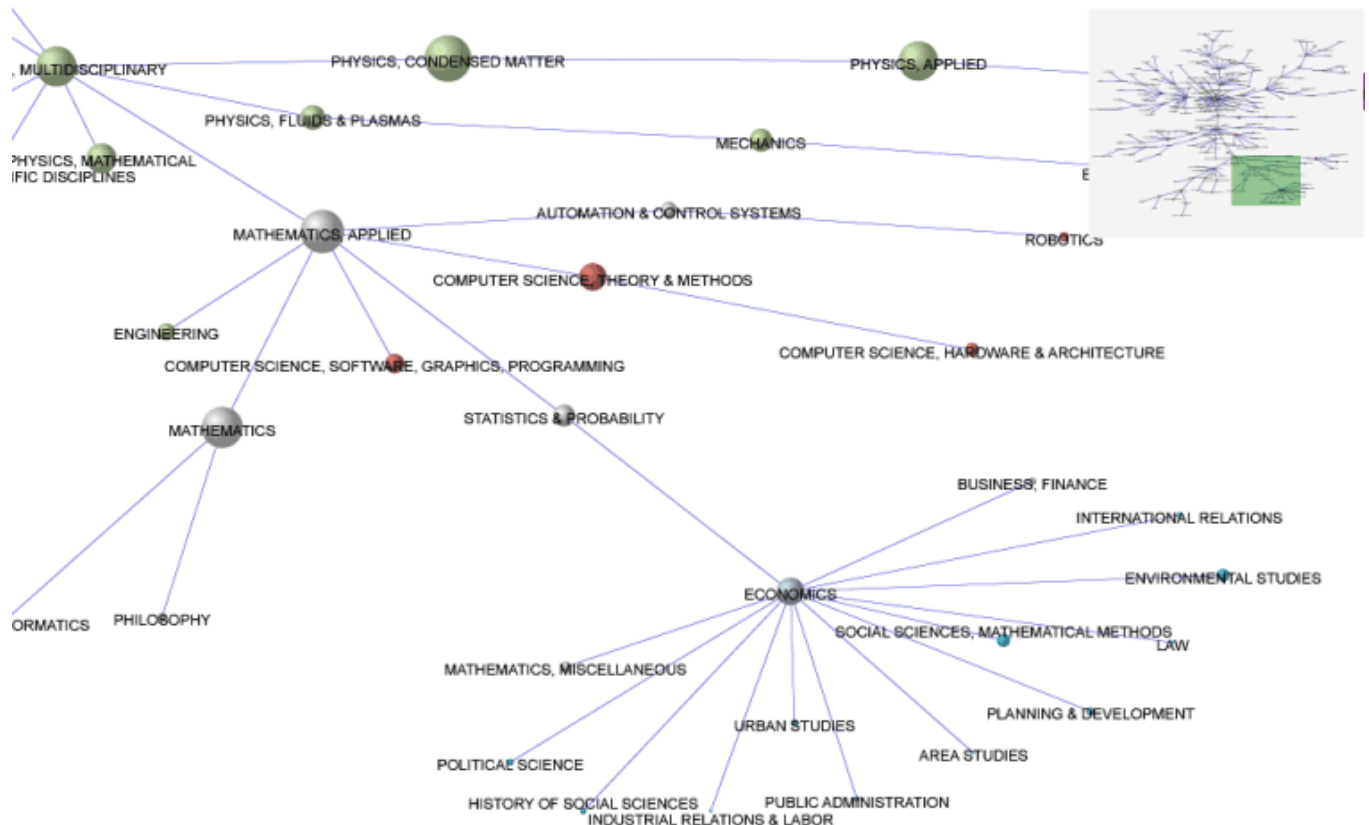 PHYSICS, CONDENSED MATTER
PHYSICS, APPLIED
, MULTIDISCIPLINARY
PHYSICS, FLUIDS & PLASMAS
MECHANICS
PHYSICS, MATHEMATICAL
IFIC DISCIPLINES
AUTOMATION & CONTROL SYSTEMS
MATHEMATICS, APPLIED
ROBOTICS
COMPUTER SCIENCE, THEORY & METHODS
ENGINEERING
COMPUTER SCIENCE, HARDWARE & ARCHITECTURE
COMPUTER SCIENCE, SOFTWARE, GRAPHICS, PROGRAMMING
STATISTICS & PROBABILITY
MATHEMATICS
BUSINESS, FINANCE
INTERNATIONAL RELATIONS
ENVIRONMENTAL STUDIES
ECONOMICS
PHILOSOPHY
ORMATICS
SOCIAL SCIENCES, MATHEMATICAL METHODS
LAW
MATHEMATICS, MISCELLANEOUS
PLANNING & DEVELOPMENT
URBAN STUDIES
AREA STUDIES
POLITICAL SCIENCE
HISTORY OF SOCIAL SCIENCES
PUBLIC ADMINISTRATION
INDUSTRIAL RELATIONS & LABOR